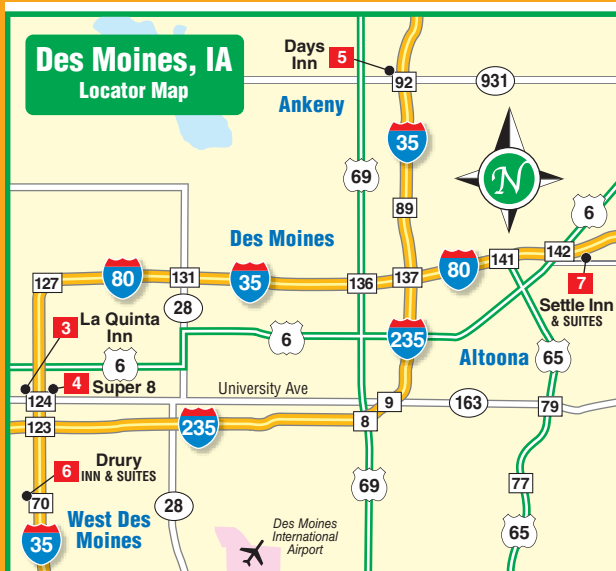 Des Moines, IA
Locator Map
Days
Inn
5
92
931
Ankeny
35
69
N
89
6
Des Moines
127
80
131
35
136
137
80
141
142
7
Settle Inn
& SUITES
28
3
La Quinta
Inn
6
6
235
Altoona
65
4
Super 8
University Ave
124
9
163
79
123
235
8
6
Drury
INN & SUITES
70
28
69
77
West Des
Moines
35
Des Moines
International
Airport
65